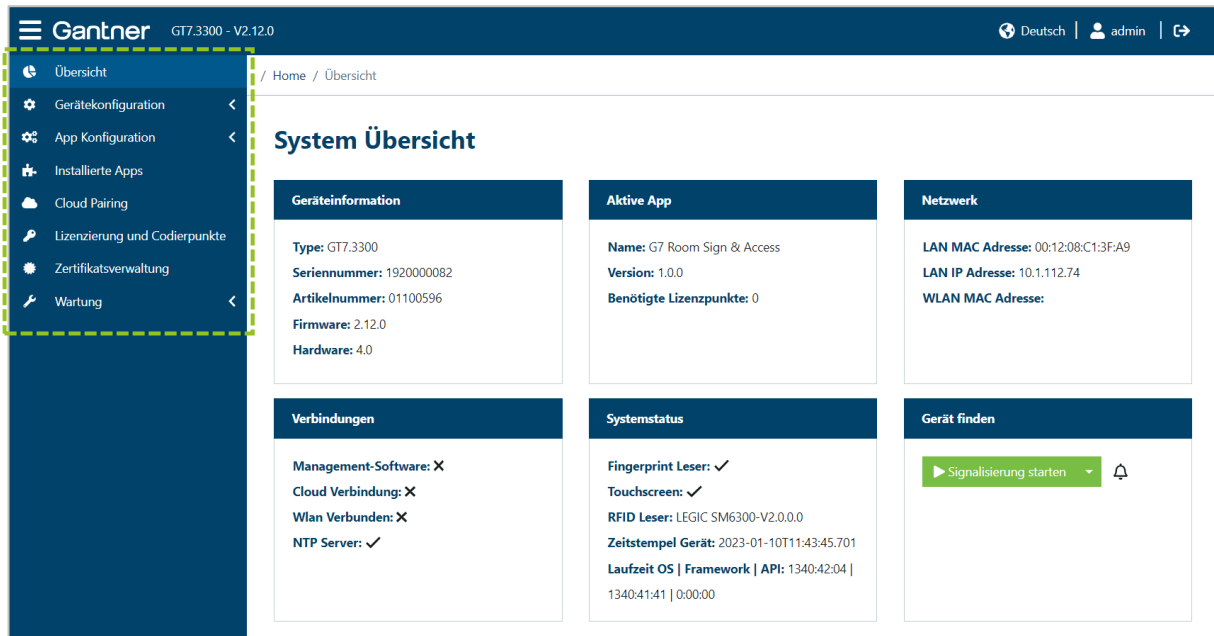 Gantner GT7.3300 - V2.12.0
Deutsch | admin |
Übersicht
Gerätekonfiguration
App Konfiguration
Installierte Apps
Cloud Pairing
Lizenzierung und Codierpunkte
Zertifikatsverwaltung
Wartung
/ Home / Übersicht
System Übersicht
Geräteinformation
Type: GT7.3300
Seriennummer: 1920000082
Artikelnummer: 01100596
Firmware: 2.12.0
Hardware: 4.0
Aktive App
Name: G7 Room Sign & Access
Version: 1.0.0
Benötigte Lizenzpunkte: 0
Netzwerk
LAN MAC Adresse: 00:12:08:C1:3F:A9
LAN IP Adresse: 10.1.112.74
WLAN MAC Adresse:
Verbindungen
Management-Software: ✕
Cloud Verbindung: ✕
Wlan Verbunden: ✕
NTP Server: ✓
Systemstatus
Fingerprint Leser: ✓
Touchscreen: ✓
RFID Leser: LEGIC SM6300-V2.0.0.0
Zeitstempel Gerät: 2023-01-10T11:43:45.701
Laufzeit OS | Framework | API: 1340:42:04 |
1340:41:41 | 0:00:00
Gerät finden
Signalisierung starten